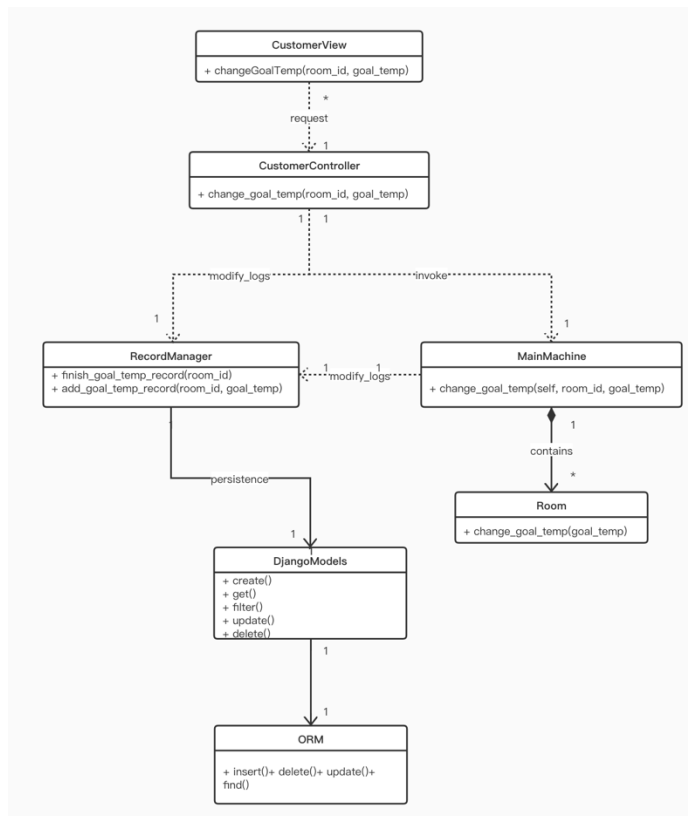 CustomerView
+ changeGoalTemp(room_id, goal_temp)
*
request
1
CustomerController
+ change_goal_temp(room_id, goal_temp)
1
1
modify_logs
invoke
1
1
RecordManager
+ finish_goal_temp_record(room_id)
+ add_goal_temp_record(room_id, goal_temp)
1
1
modify_logs
MainMachine
+ change_goal_temp(self, room_id, goal_temp)
1
1
contains
*
persistence
Room
+ change_goal_temp(goal_temp)
1
DjangoModels
+ create()
+ get()
+ filter()
+ update()
+ delete()
1
1
ORM
+ insert()+ delete()+ update()+
find()